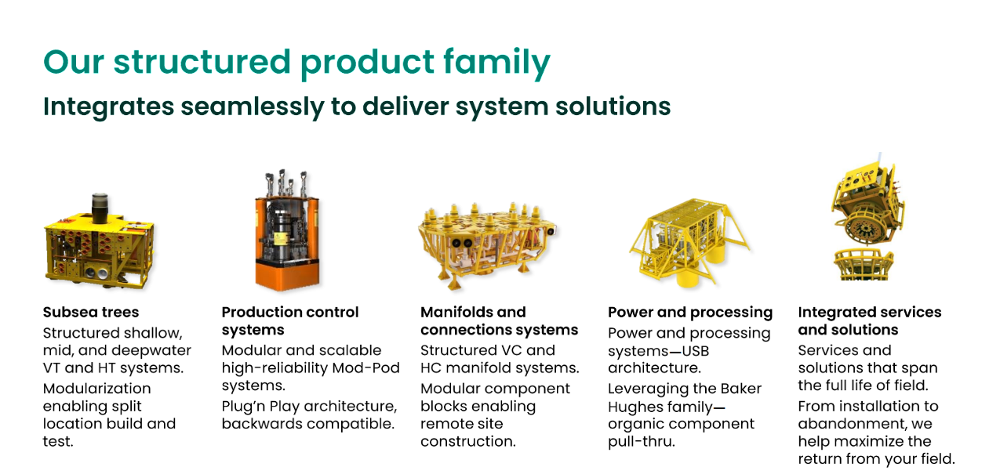 Our structured product family
Integrates seamlessly to deliver system solutions
Subsea trees
Structured shallow,
mid, and deepwater
VT and HT systems.
Modularization
enabling split
location build and
test.
Production control
systems
Modular and scalable
high-reliability Mod-Pod
systems.
Plug’n Play architecture,
backwards compatible.
Manifolds and
connections systems
Structured VC and
HC manifold systems.
Modular component
blocks enabling
remote site
construction.
Power and processing
Power and processing
systems—USB
architecture.
Leveraging the Baker
Hughes family—
organic component
pull-thru.
Integrated services
and solutions
Services and
solutions that span
the full life of field.
From installation to
abandonment, we
help maximize the
return from your field.